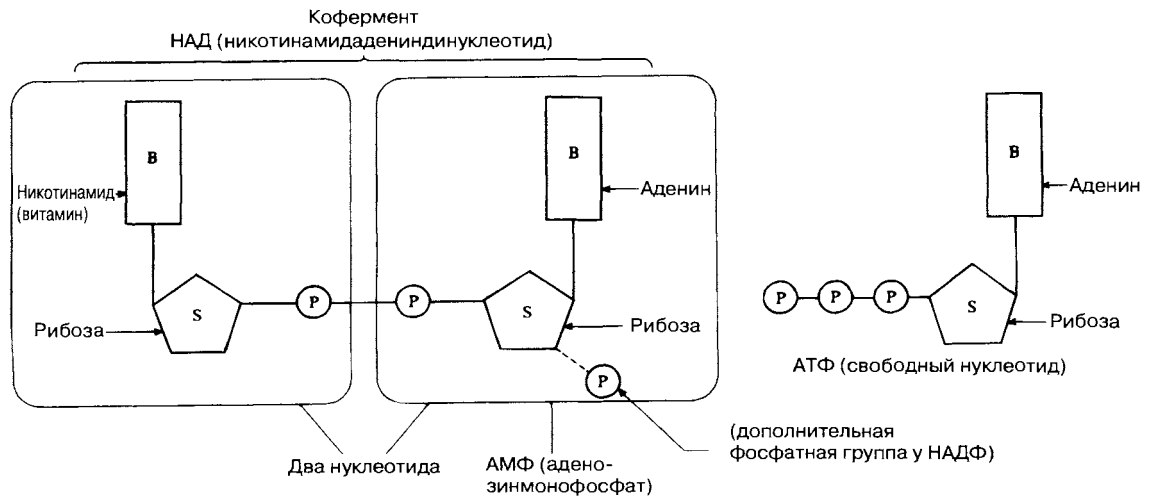 Кофермент
НАД (никотинамидадениндинуклеотид)
B
B
B
Никотинамид
(витамин)
Аденин
Аденин
S
P
P
S
P
P
P
S
Рибоза
Рибоза
Рибоза
P
АТФ (свободный нуклеотид)
Два нуклеотида
АМФ (адено-
зинмонофосфат)
(дополнительная
фосфатная группа у НАДФ)